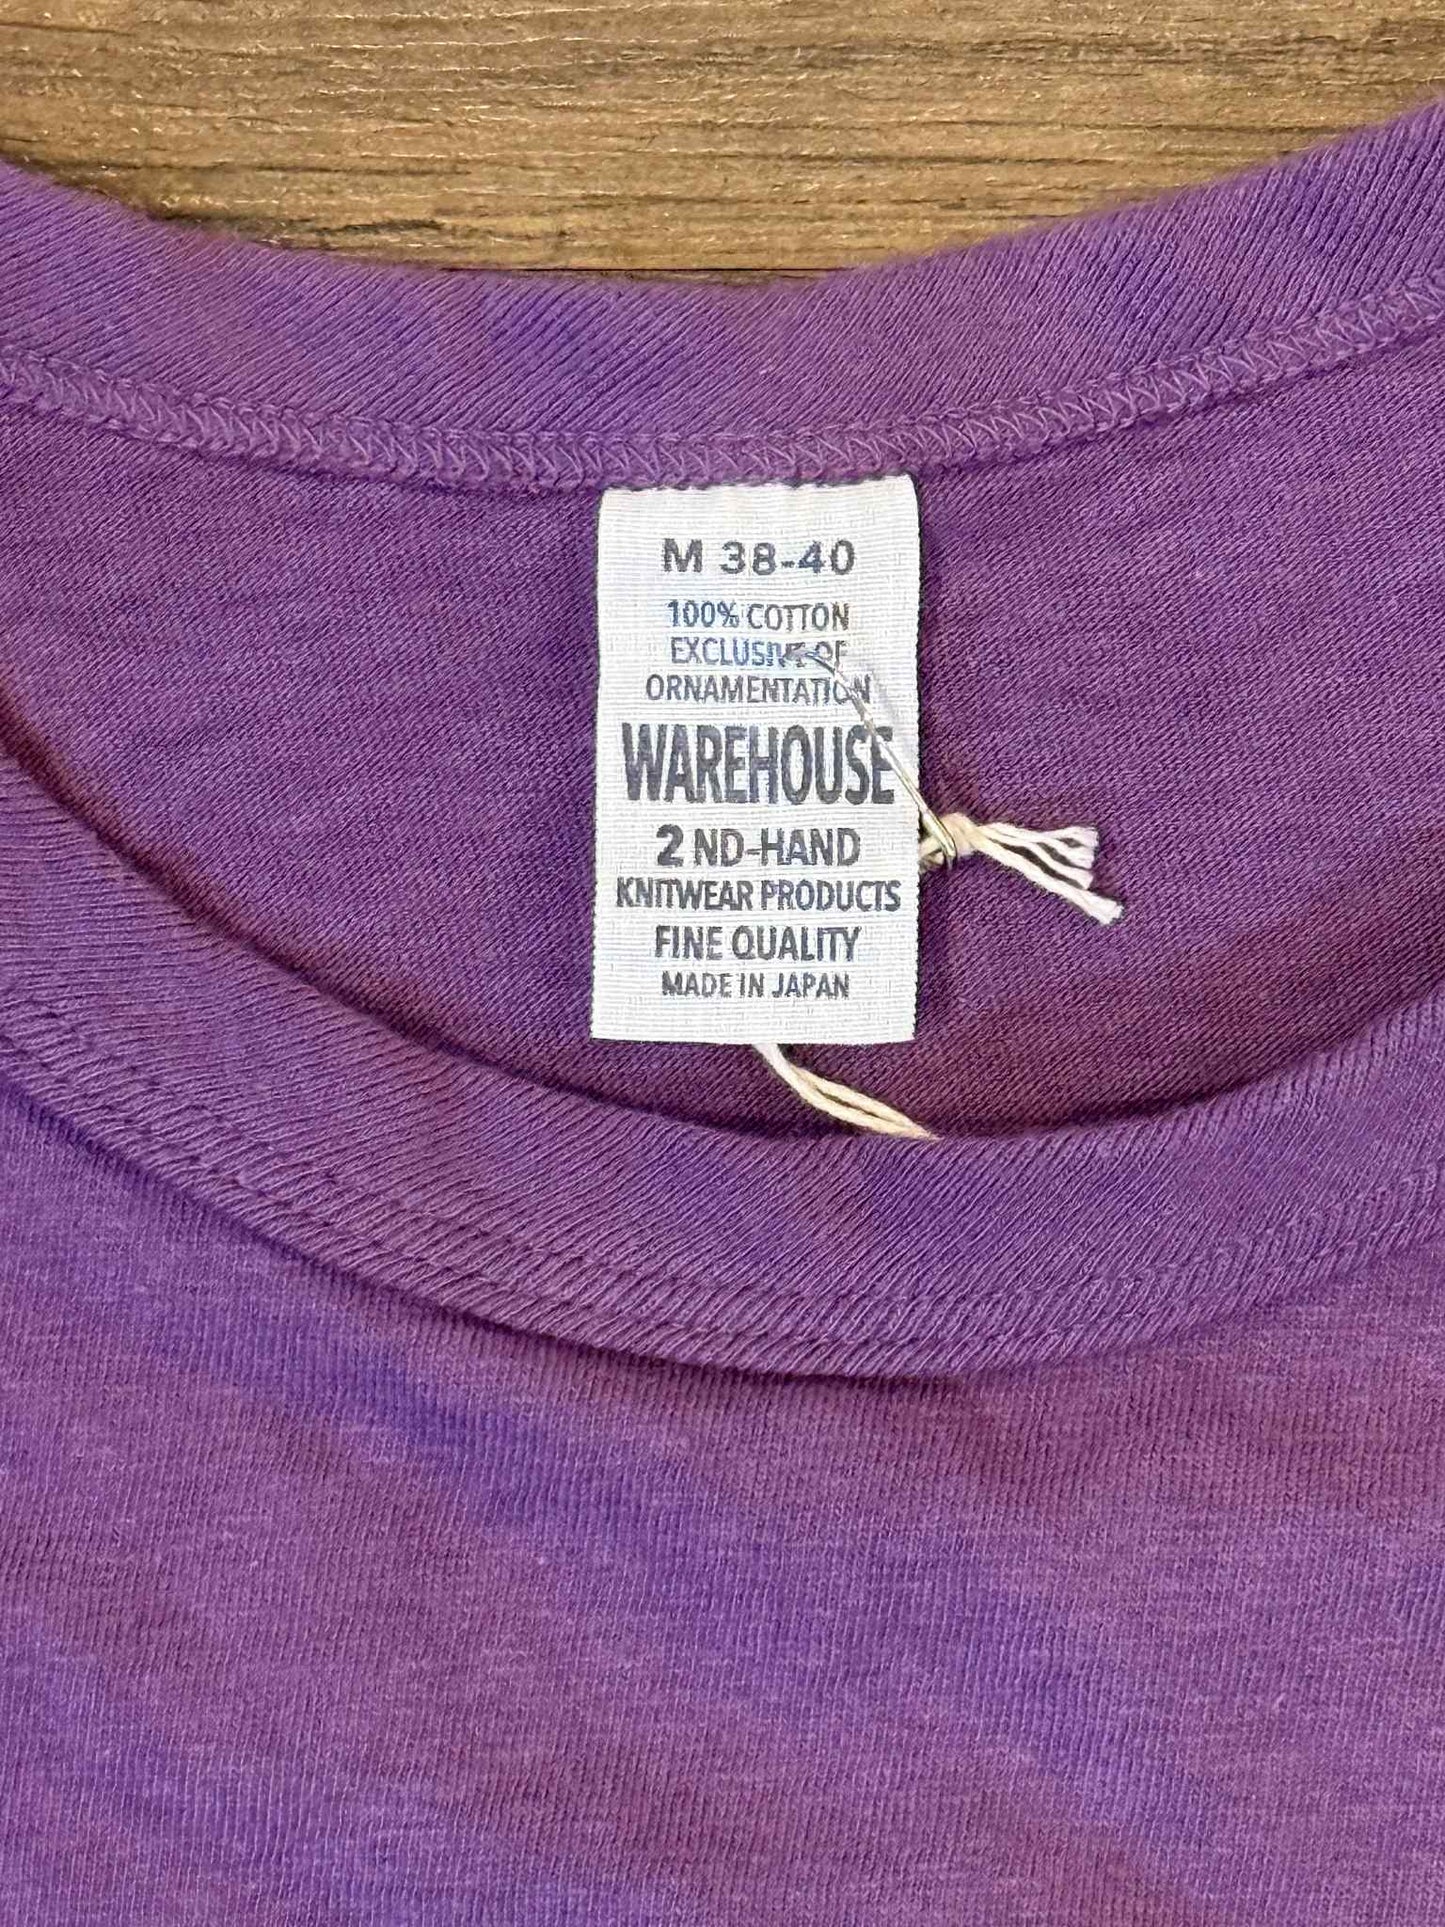 M 38-40
100% COTTON
EXCLUSIVE OF
ORNAMENTATION
WAREHOUSE
2 ND-HAND
KNITWEAR PRODUCTS
FINE QUALITY
MADE IN JAPAN